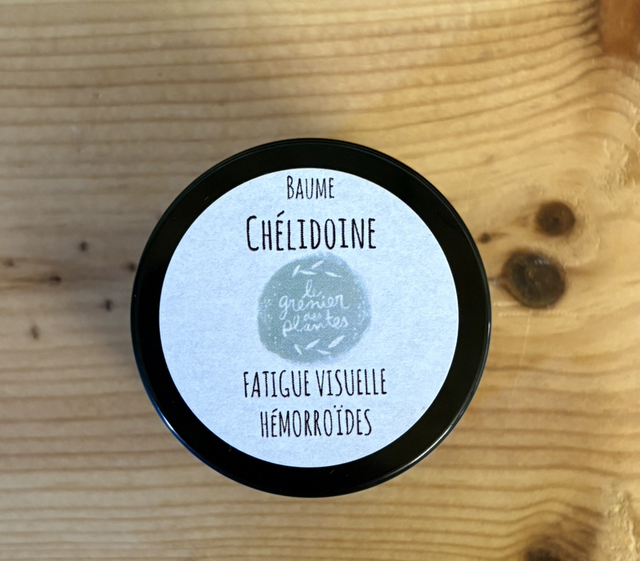 BAUME
CHÉLIDOINE
le
grenier
des
plantes
FATIGUE VISUELLE
HÉMORROÏDES